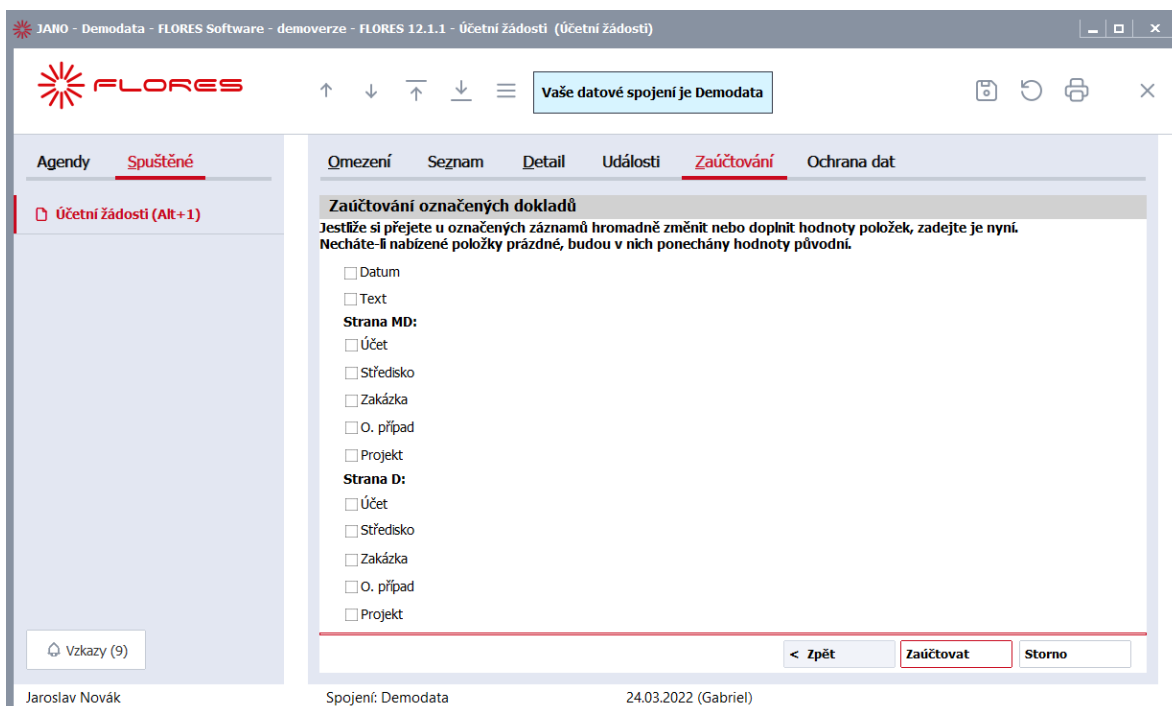 JANO - Demodata - FLORES Software - demoverze - FLORES 12.1.1 - Účetní žádosti (Účetní žádosti)
FLORES
Vaše datové spojení je Demodata
Agendy Spuštěné
Omezení Seznam Detail Události Zaúčtování Ochrana dat
Účetní žádosti (Alt+1)
Zaúčtování označených dokladů
Jestliže si přejete u označených záznamů hromadně změnit nebo doplnit hodnoty položek, zadejte je nyní.
Necháte-li nabízené položky prázdné, budou v nich ponechány hodnoty původní.
Datum
Text
Strana MD:
Účet
Středisko
Zakázka
O. případ
Projekt
Strana D:
Účet
Středisko
Zakázka
O. případ
Projekt
Vzkazy (9)
< Zpět Zaúčtovat Storno
Jaroslav Novák Spojení: Demodata 24.03.2022 (Gabriel)